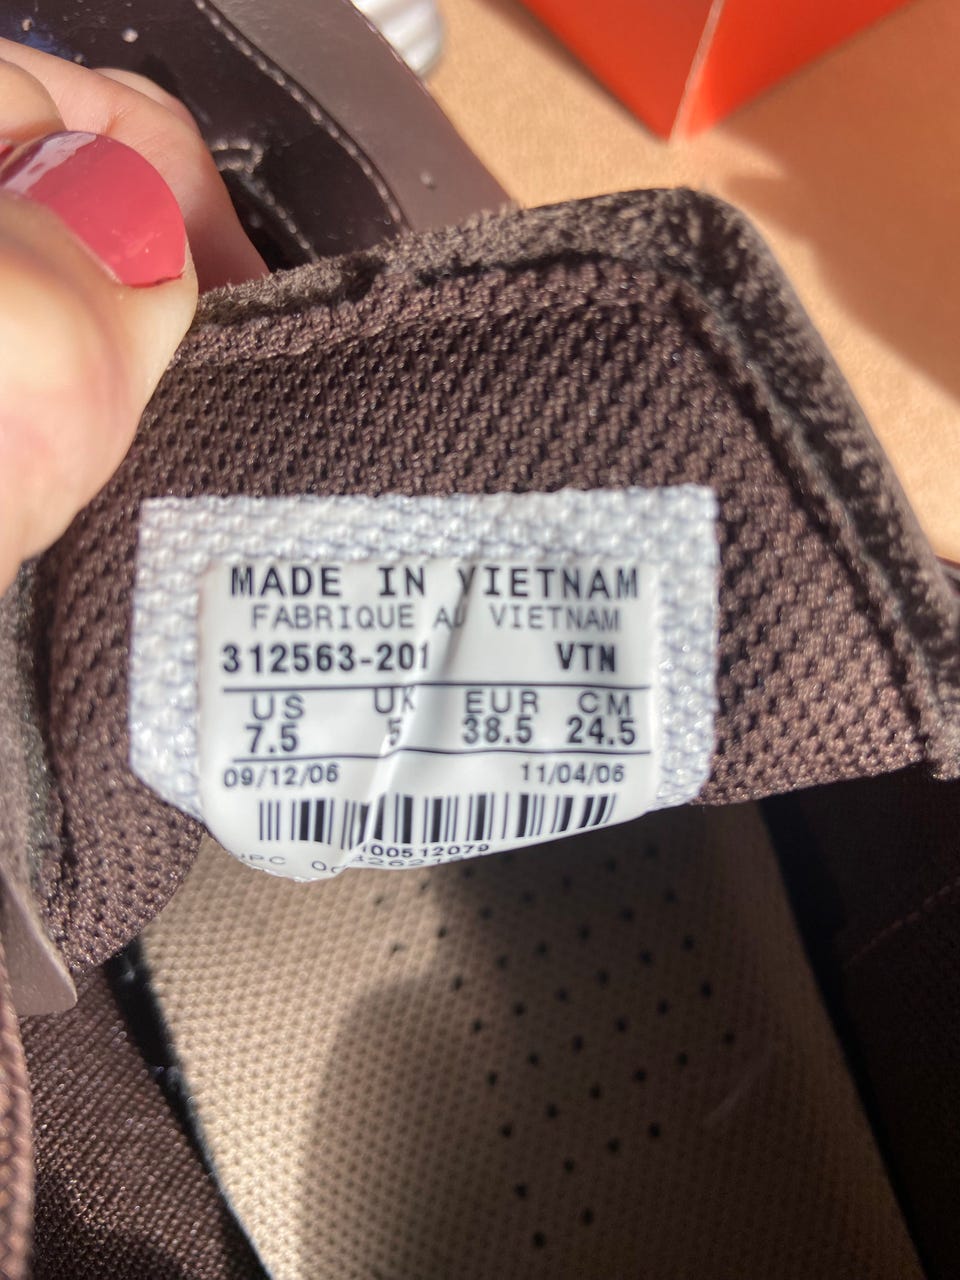 MADE IN VIETNAM
FABRIQUE AU VIETNAM
312563-201 VTN
US UK EUR CM
7.5 5 38.5 24.5
09/12/06 11/04/06